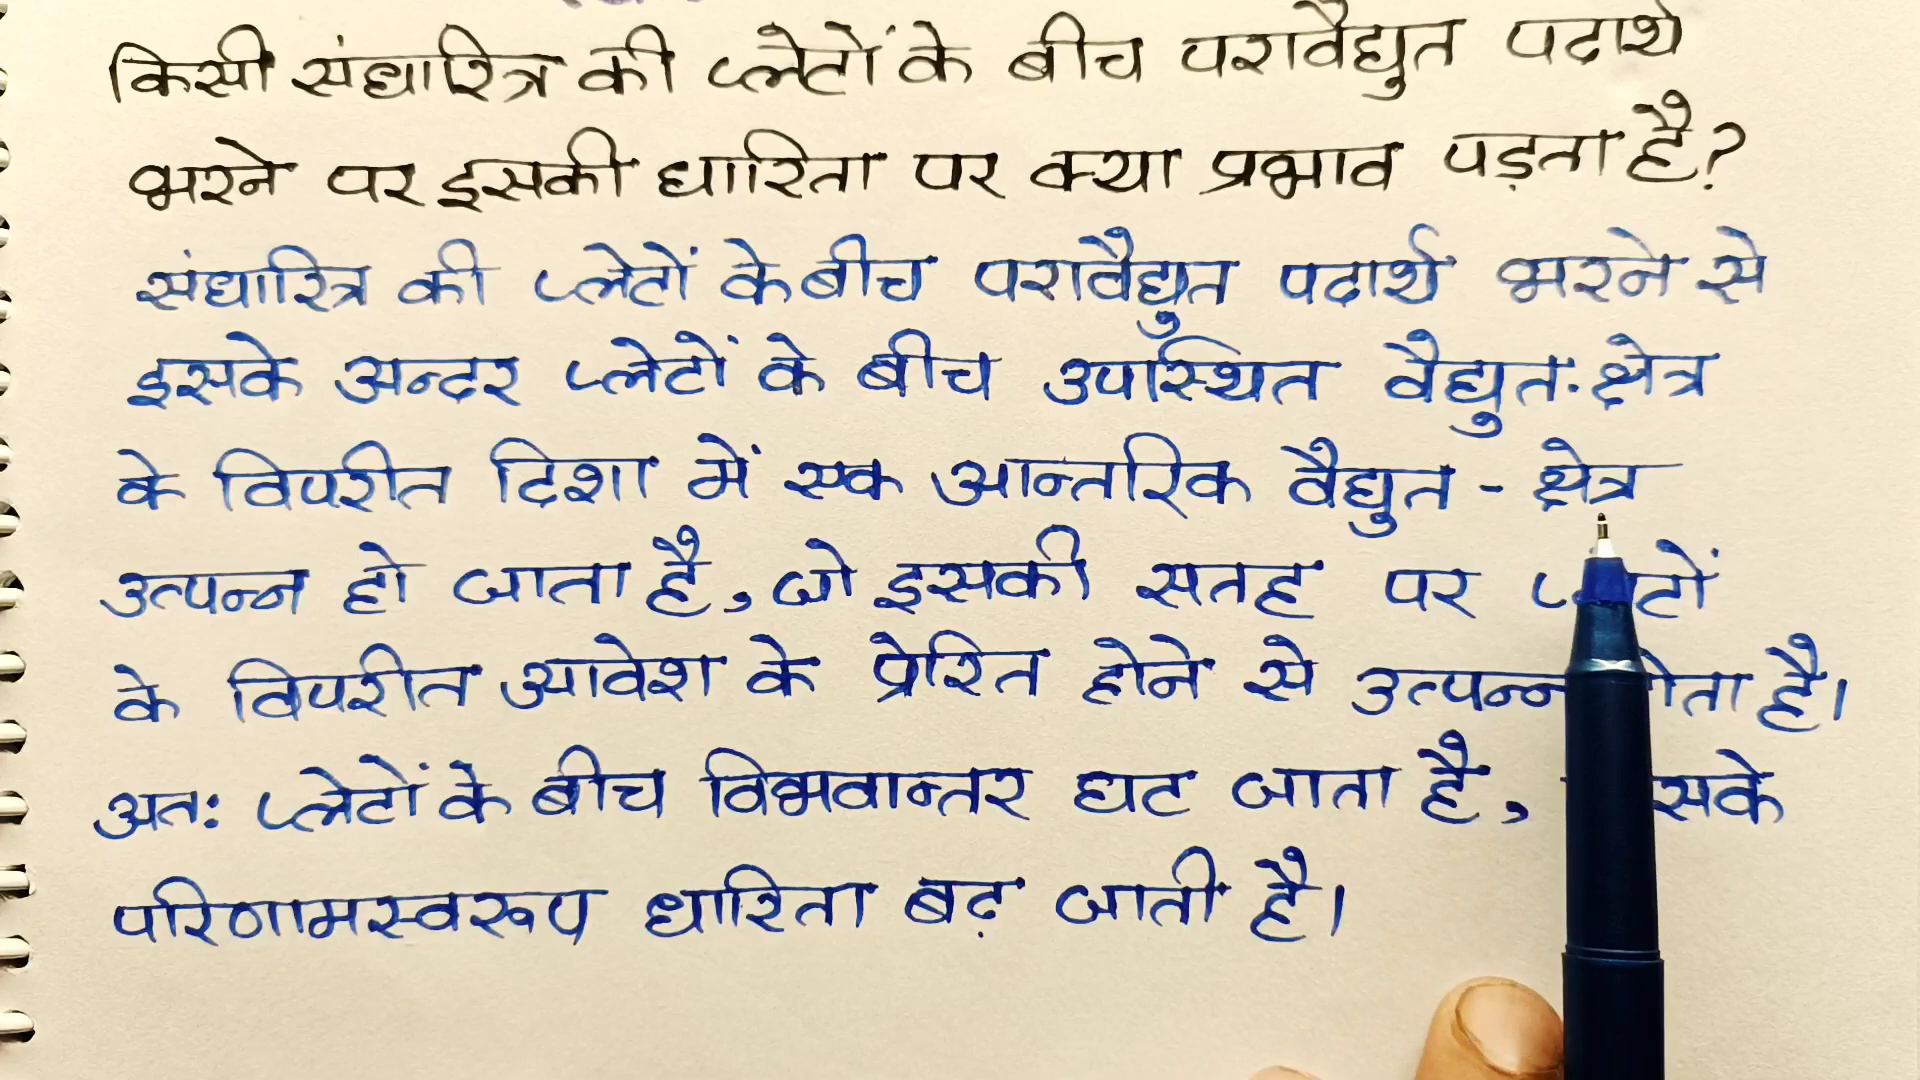 किसी संधारित्र की प्लेटों के बीच परावैद्युत पदार्थ
भरने पर इसकी धारिता पर क्या प्रभाव पड़ता है?
संधारित्र की प्लेटों के बीच परावैद्युत पदार्थ भरने से
इसके अन्दर प्लेटों के बीच उपस्थित वैद्युत-क्षेत्र
के विपरीत दिशा में एक आन्तरिक वैद्युत - क्षेत्र
उत्पन्न हो जाता है, जो इसकी सतह पर
के विपरीत आवेश के प्रेरित होने से उत्पन्न है।
अतः प्लेटों के बीच विभवान्तर घट जाता है,
परिणामस्वरूप धारिता बढ़ जाती है।